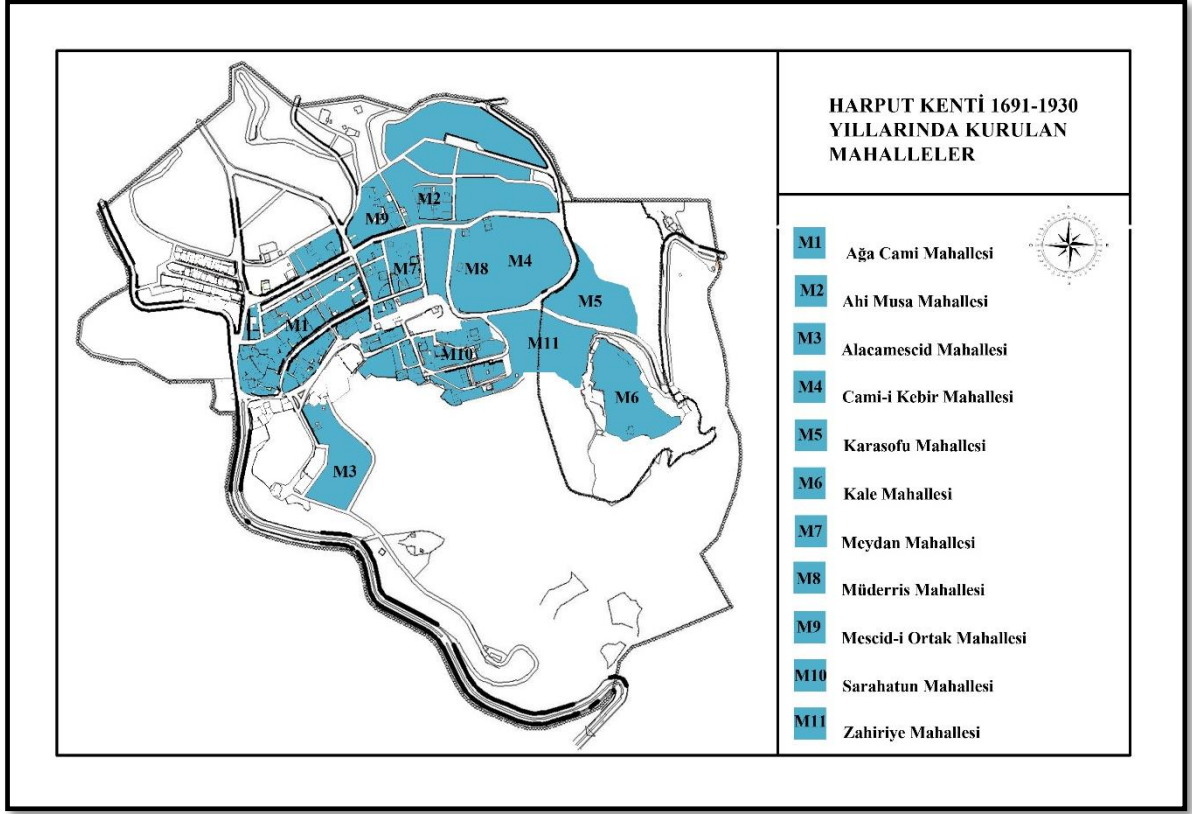 HARPUT KENTİ 1691-1930
YILLARINDA KURULAN
MAHALLELER
M1 Ağa Cami Mahallesi
M2 Ahi Musa Mahallesi
M3 Alacamescid Mahallesi
M4 Cami-i Kebir Mahallesi
M5 Karasofu Mahallesi
M6 Kale Mahallesi
M7 Meydan Mahallesi
M8 Müderris Mahallesi
M9 Mescid-i Ortak Mahallesi
M10 Sarahatun Mahallesi
M11 Zahiriye Mahallesi
M2
M9
M7
M8
M4
M5
M1
M11
M10
M6
M3